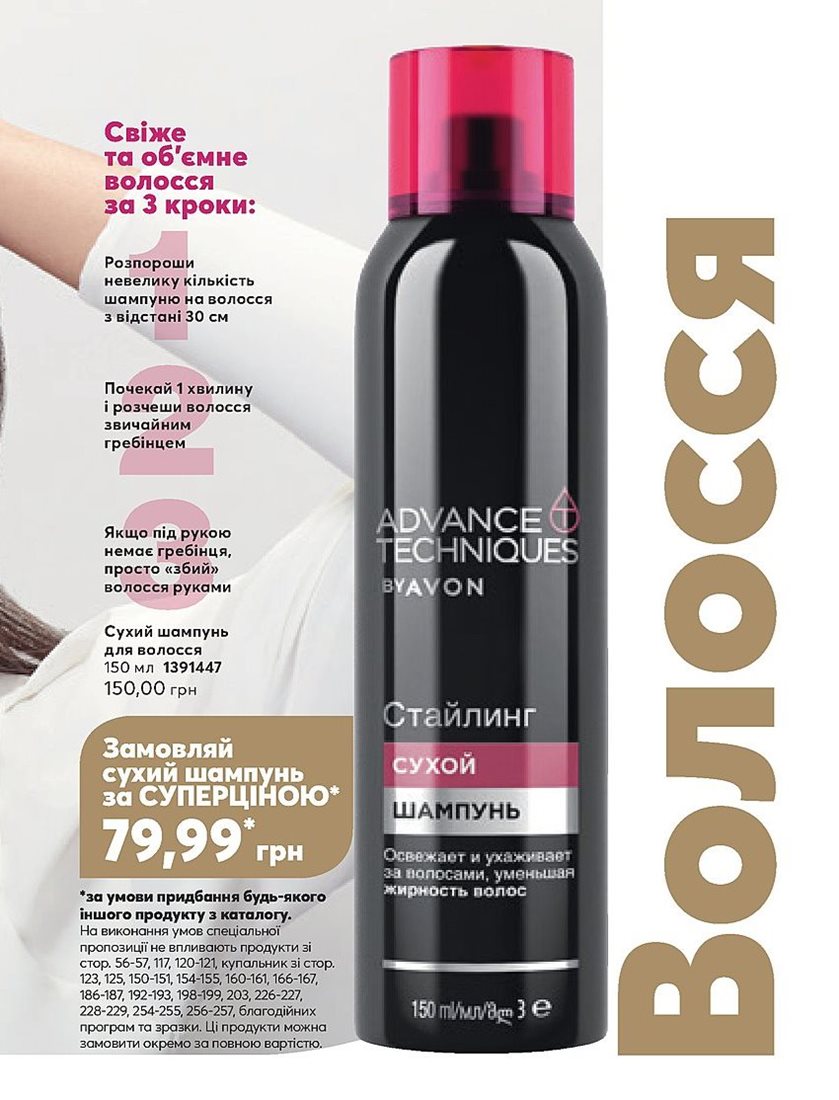 Свіже
та об'ємне
волосся
за 3 кроки:
1
Розпороши
невелику кількість
шампуню на волосся
з відстані 30 см
2
Почекай 1 хвилину
і розчеши волосся
звичайним
гребінцем
3
Якщо під рукою
немає гребінця,
просто «збий»
волосся руками
Сухий шампунь
для волосся
150 мл 1391447
150,00 грн
Замовляй
сухий шампунь
за СУПЕРЦІНОЮ*
79,99* грн
*за умови придбання будь-якого
іншого продукту з каталогу.
На виконання умов спеціальної
пропозиції не впливають продукти зі
стор. 56-57, 117, 120-121, купальник зі стор.
123, 125, 150-151, 154-155, 160-161, 166-167,
186-187, 192-193, 198-199, 203, 226-227,
228-229, 254-255, 256-257, благодійних
програм та зразки. Ці продукти можна
замовити окремо за повною вартістю.
ADVANCE T
TECHNIQUES
BY AVON
Стайлинг
СУХОЙ
ШАМПУНЬ
Освежает и ухаживает
за волосами, уменьшая
жирность волос
150 ml/мл/მლ 3 e
Волосся